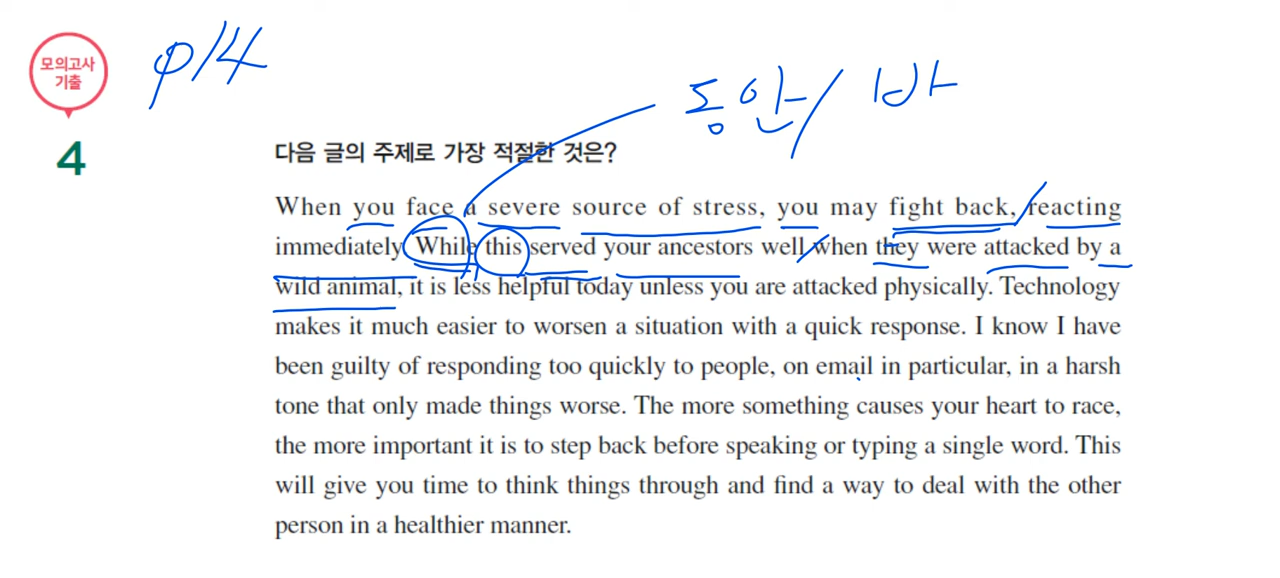 모의고사
기출
P14
동안/ 반
4
다음 글의 주제로 가장 적절한 것은?
When you face a severe source of stress, you may fight back, reacting
immediately. While this served your ancestors well when they were attacked by a
wild animal, it is less helpful today unless you are attacked physically. Technology
makes it much easier to worsen a situation with a quick response. I know I have
been guilty of responding too quickly to people, on email in particular, in a harsh
tone that only made things worse. The more something causes your heart to race,
the more important it is to step back before speaking or typing a single word. This
will give you time to think things through and find a way to deal with the other
person in a healthier manner.